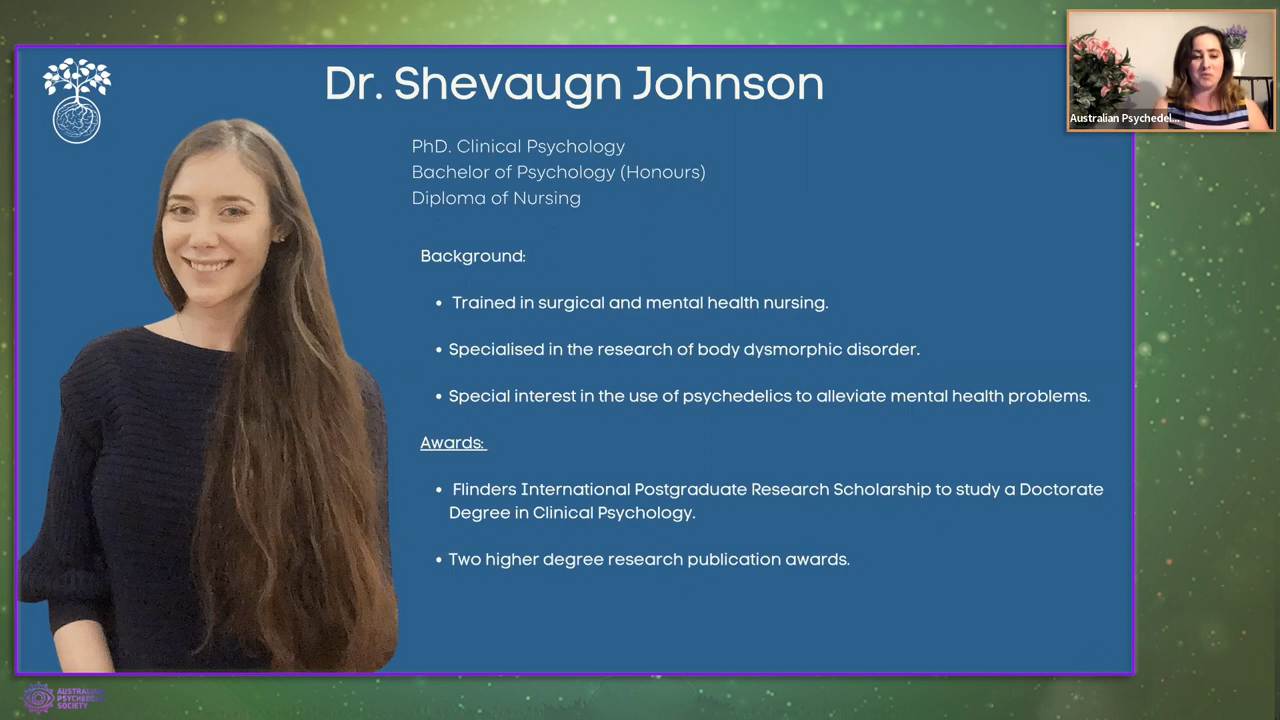 Dr. Shevaugn Johnson
Australian Psychedel...
PhD. Clinical Psychology
Bachelor of Psychology (Honours)
Diploma of Nursing
Background:
• Trained in surgical and mental health nursing.
• Specialised in the research of body dysmorphic disorder.
• Special interest in the use of psychedelics to alleviate mental health problems.
Awards:
• Flinders International Postgraduate Research Scholarship to study a Doctorate
Degree in Clinical Psychology.
• Two higher degree research publication awards.
AUSTRALIAN
PSYCHEDELIC
SOCIETY